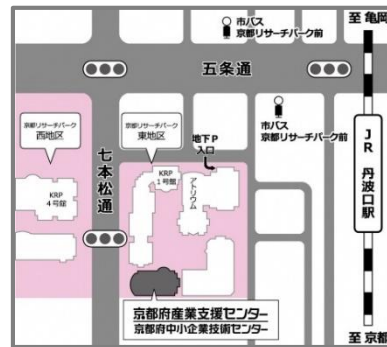 至 亀岡
市バス
京都リサーチパーク前
五条通
京都リサーチパーク
西地区
京都リサーチパーク
東地区
地下P
入口
市バス
京都リサーチパーク前
JR 丹波口駅
七本松通
KRP
4号館
KRP
1号館
アトリウム
京都府産業支援センター
京都府中小企業技術センター
至 京都